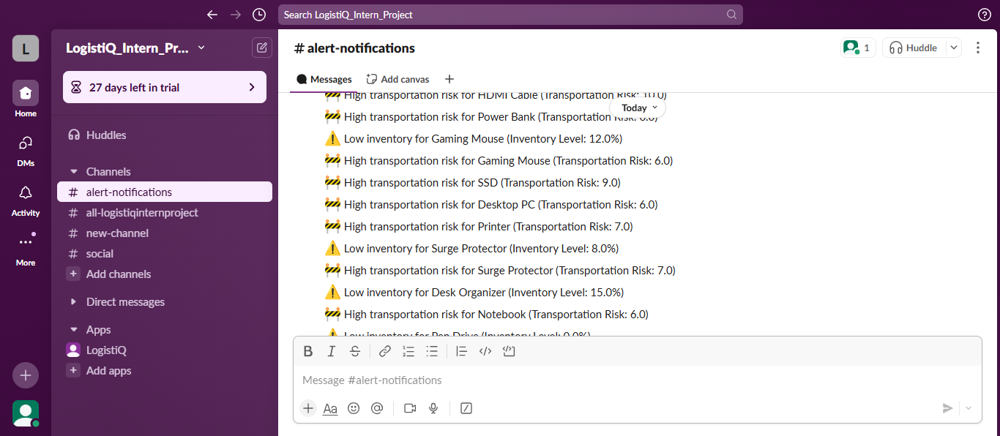 Search LogistiQ_Intern_Project
L
LogistiQ_Intern_Pr...
27 days left in trial
Home
DMs
Activity
More
Huddles
Channels
# alert-notifications
# all-logistiqinternproject
# new-channel
# social
+ Add channels
Direct messages
Apps
LogistiQ
+ Add apps
# alert-notifications
1
Huddle
Messages
Add canvas
Today
High transportation risk for HDMI Cable (Transportation Risk: 10.0)
High transportation risk for Power Bank (Transportation Risk:
Low inventory for Gaming Mouse (Inventory Level: 12.0%)
High transportation risk for Gaming Mouse (Transportation Risk: 6.0)
High transportation risk for SSD (Transportation Risk: 9.0)
High transportation risk for Desktop PC (Transportation Risk: 6.0)
High transportation risk for Printer (Transportation Risk: 7.0)
Low inventory for Surge Protector (Inventory Level: 8.0%)
High transportation risk for Surge Protector (Transportation Risk: 7.0)
Low inventory for Desk Organizer (Inventory Level: 15.0%)
High transportation risk for Notebook (Transportation Risk: 6.0)
Low inventory for Pen Drive (Inventory Level: 0.0%)
B I S
Message #alert-notifications
Aa